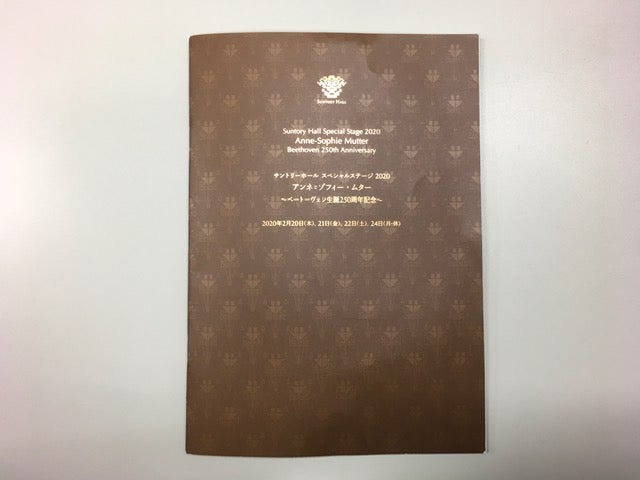 SUNTORY HALL
Suntory Hall Special Stage 2020
Anne-Sophie Mutter
Beethoven 250th Anniversary
サントリーホール スペシャルステージ 2020
アンネ=ゾフィー・ムター
～ベートーヴェン生誕250周年記念～
2020年2月20日(木)、21日(金)、22日(土)、24日(月・休)